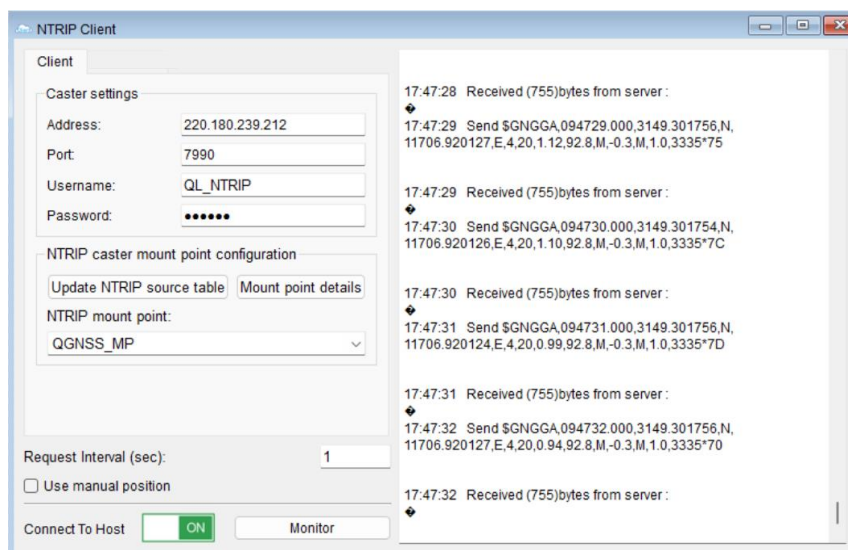 NTRIP Client
Client
Caster settings
Address: 220.180.239.212
Port: 7990
Username: QL_NTRIP
Password: ●●●●●●
NTRIP caster mount point configuration
Update NTRIP source table Mount point details
NTRIP mount point:
QGNSS_MP
Request Interval (sec): 1
Use manual position
Connect To Host ON Monitor
17:47:28 Received (755)bytes from server :
�
17:47:29 Send $GNGGA,094729.000,3149.301756,N,
11706.920127,E,4,20,1.12,92.8,M,-0.3,M,1.0,3335*75
17:47:29 Received (755)bytes from server :
�
17:47:30 Send $GNGGA,094730.000,3149.301754,N,
11706.920126,E,4,20,1.10,92.8,M,-0.3,M,1.0,3335*7C
17:47:30 Received (755)bytes from server :
�
17:47:31 Send $GNGGA,094731.000,3149.301756,N,
11706.920124,E,4,20,0.99,92.8,M,-0.3,M,1.0,3335*7D
17:47:31 Received (755)bytes from server :
�
17:47:32 Send $GNGGA,094732.000,3149.301756,N,
11706.920127,E,4,20,0.94,92.8,M,-0.3,M,1.0,3335*70
17:47:32 Received (755)bytes from server :
�